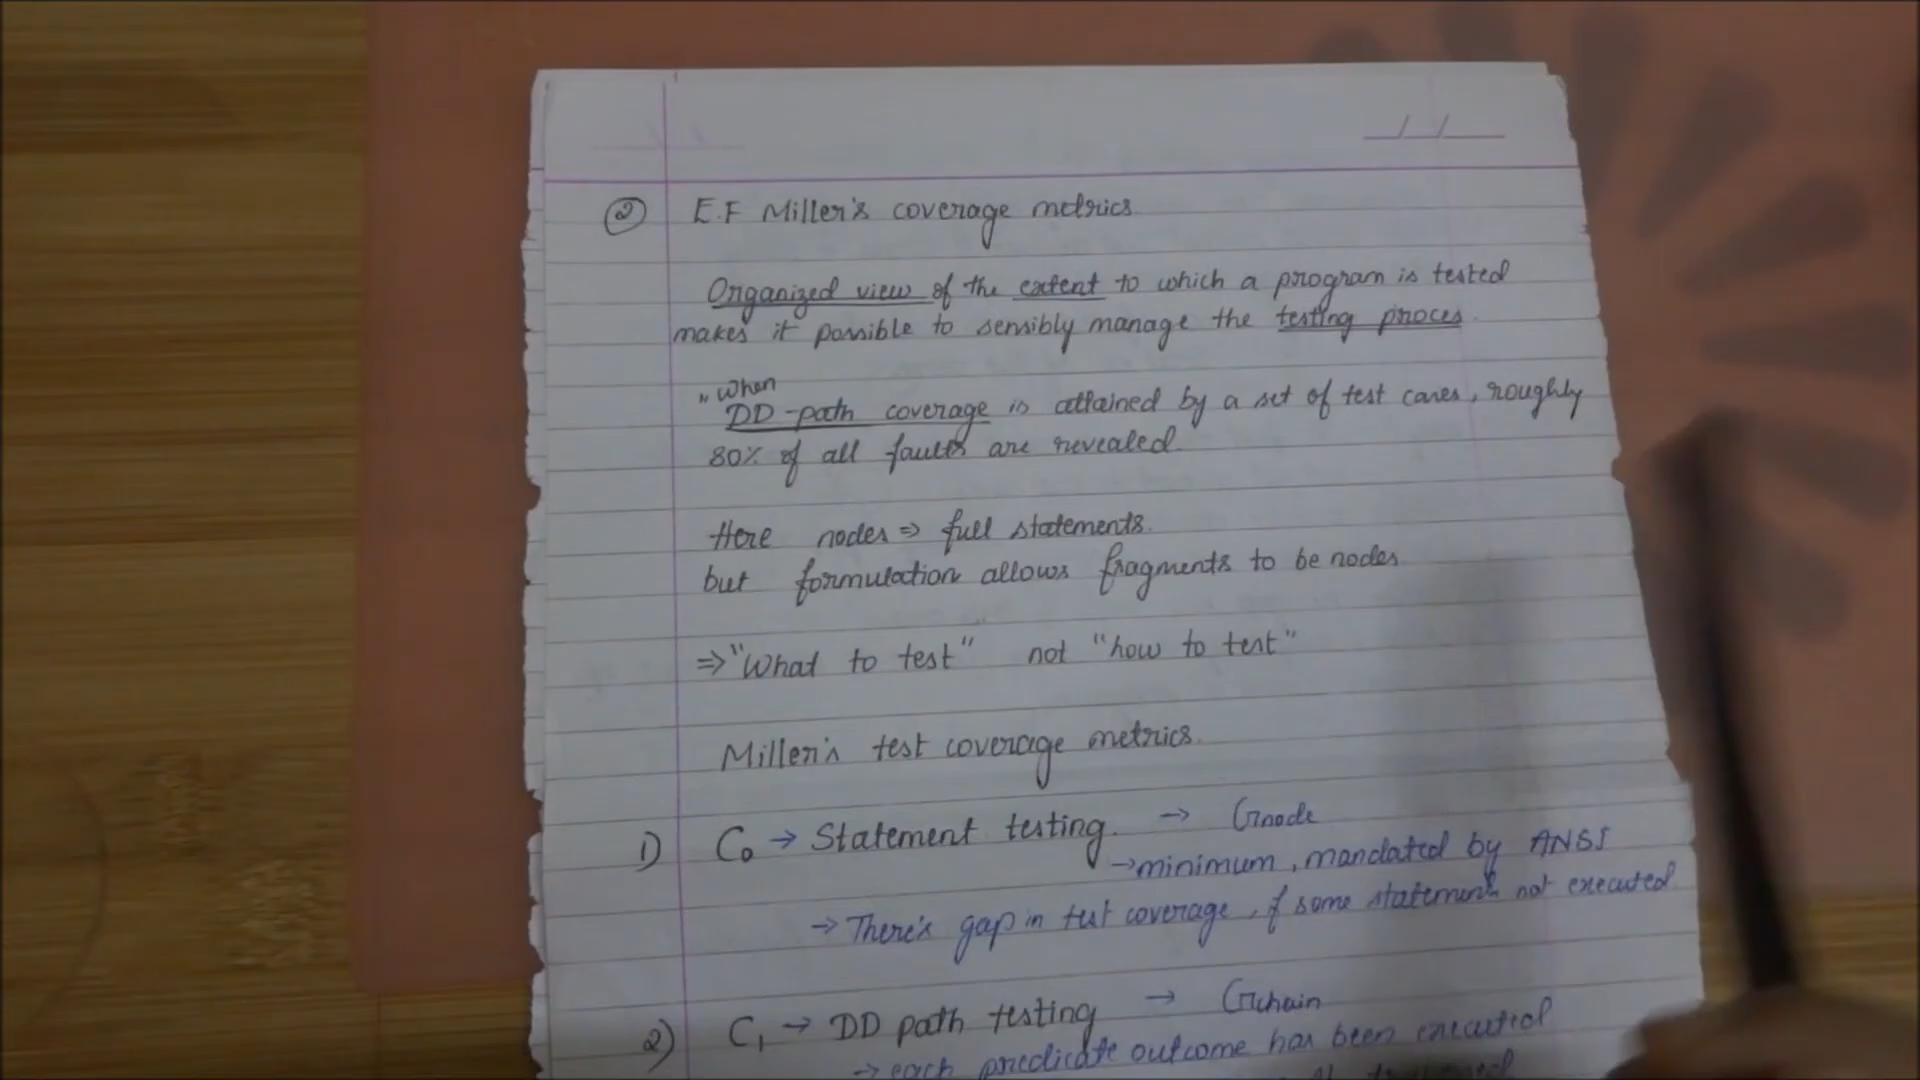 ② E.F Miller's coverage metrics
Organized view of the extent to which a program is tested
makes it possible to sensibly manage the testing proces.
"When
DD-path coverage is attained by a set of test cases, roughly
80% of all faults are revealed.
Here nodes ⇒ full statements.
but formulation allows fragments to be nodes
⇒ "What to test" not "how to test"
Miller's test coverage metrics.
1) C₀ → Statement testing. → Gnode
→ minimum, mandated by ANSI
→ There's gap in test coverage, if some statements not executed
2) C₁ → DD path testing → Gchain
→ each predicate outcome has been executed